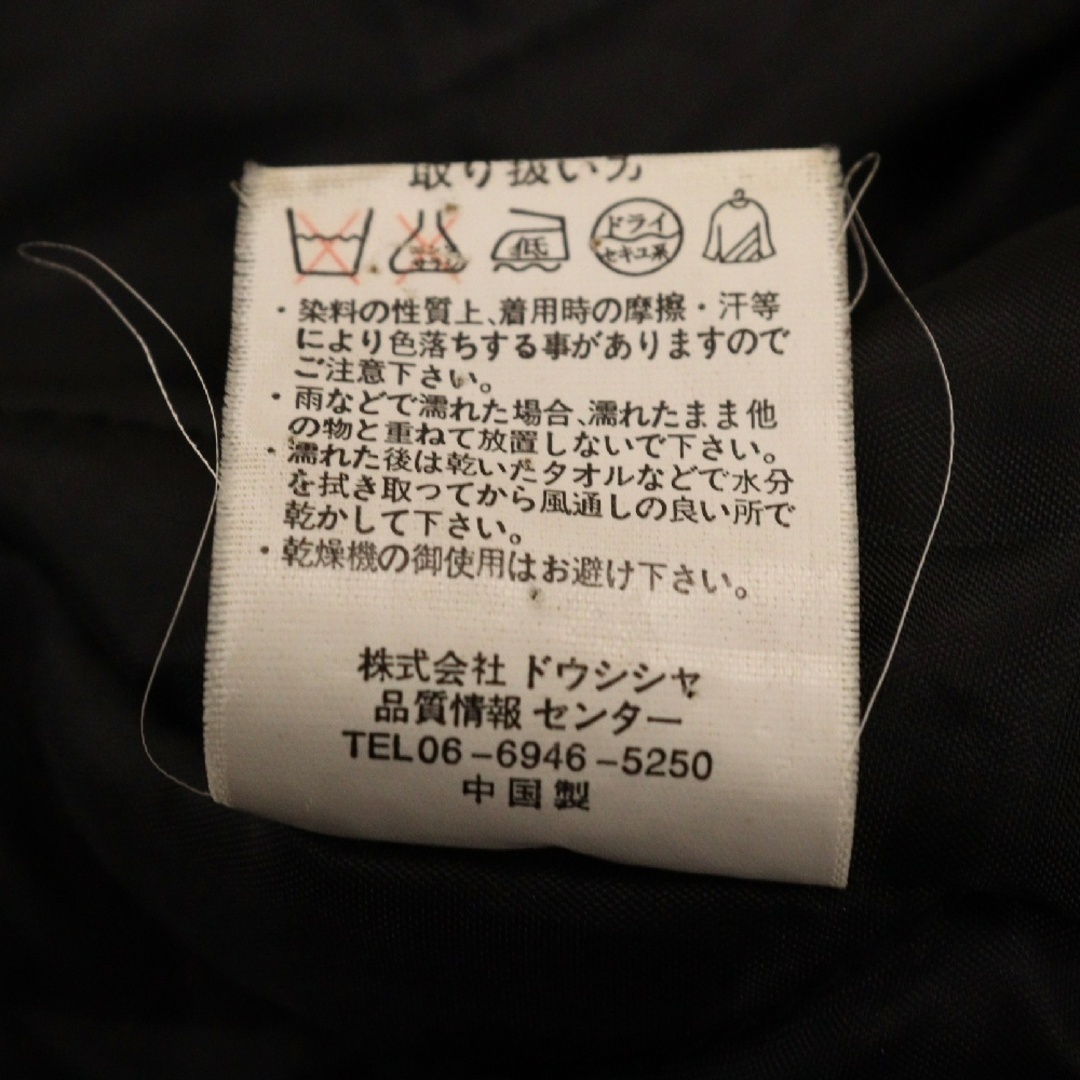 取り扱い方
低
ドライ
セキユ系
・染料の性質上、着用時の摩擦・汗等
により色落ちする事がありますので
ご注意下さい。
・雨などで濡れた場合、濡れたまま他
の物と重ねて放置しないで下さい。
・濡れた後は乾いたタオルなどで水分
を拭き取ってから風通しの良い所で
乾かして下さい。
・乾燥機の御使用はお避け下さい。
株式会社 ドウシシャ
品質情報 センター
TEL06-6946-5250
中国製